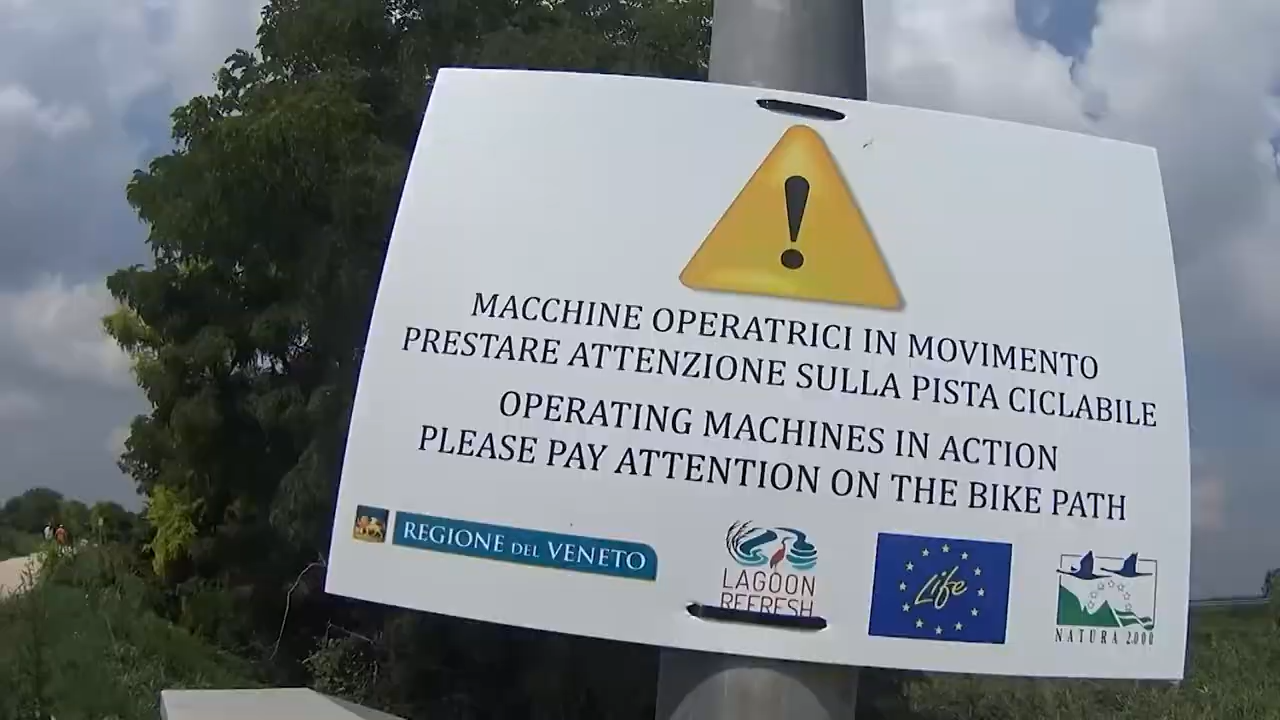 MACCHINE OPERATRICI IN MOVIMENTO
PRESTARE ATTENZIONE SULLA PISTA CICLABILE
OPERATING MACHINES IN ACTION
PLEASE PAY ATTENTION ON THE BIKE PATH
REGIONE DEL VENETO
LAGOON
REFRESH
Life
NATURA 2000